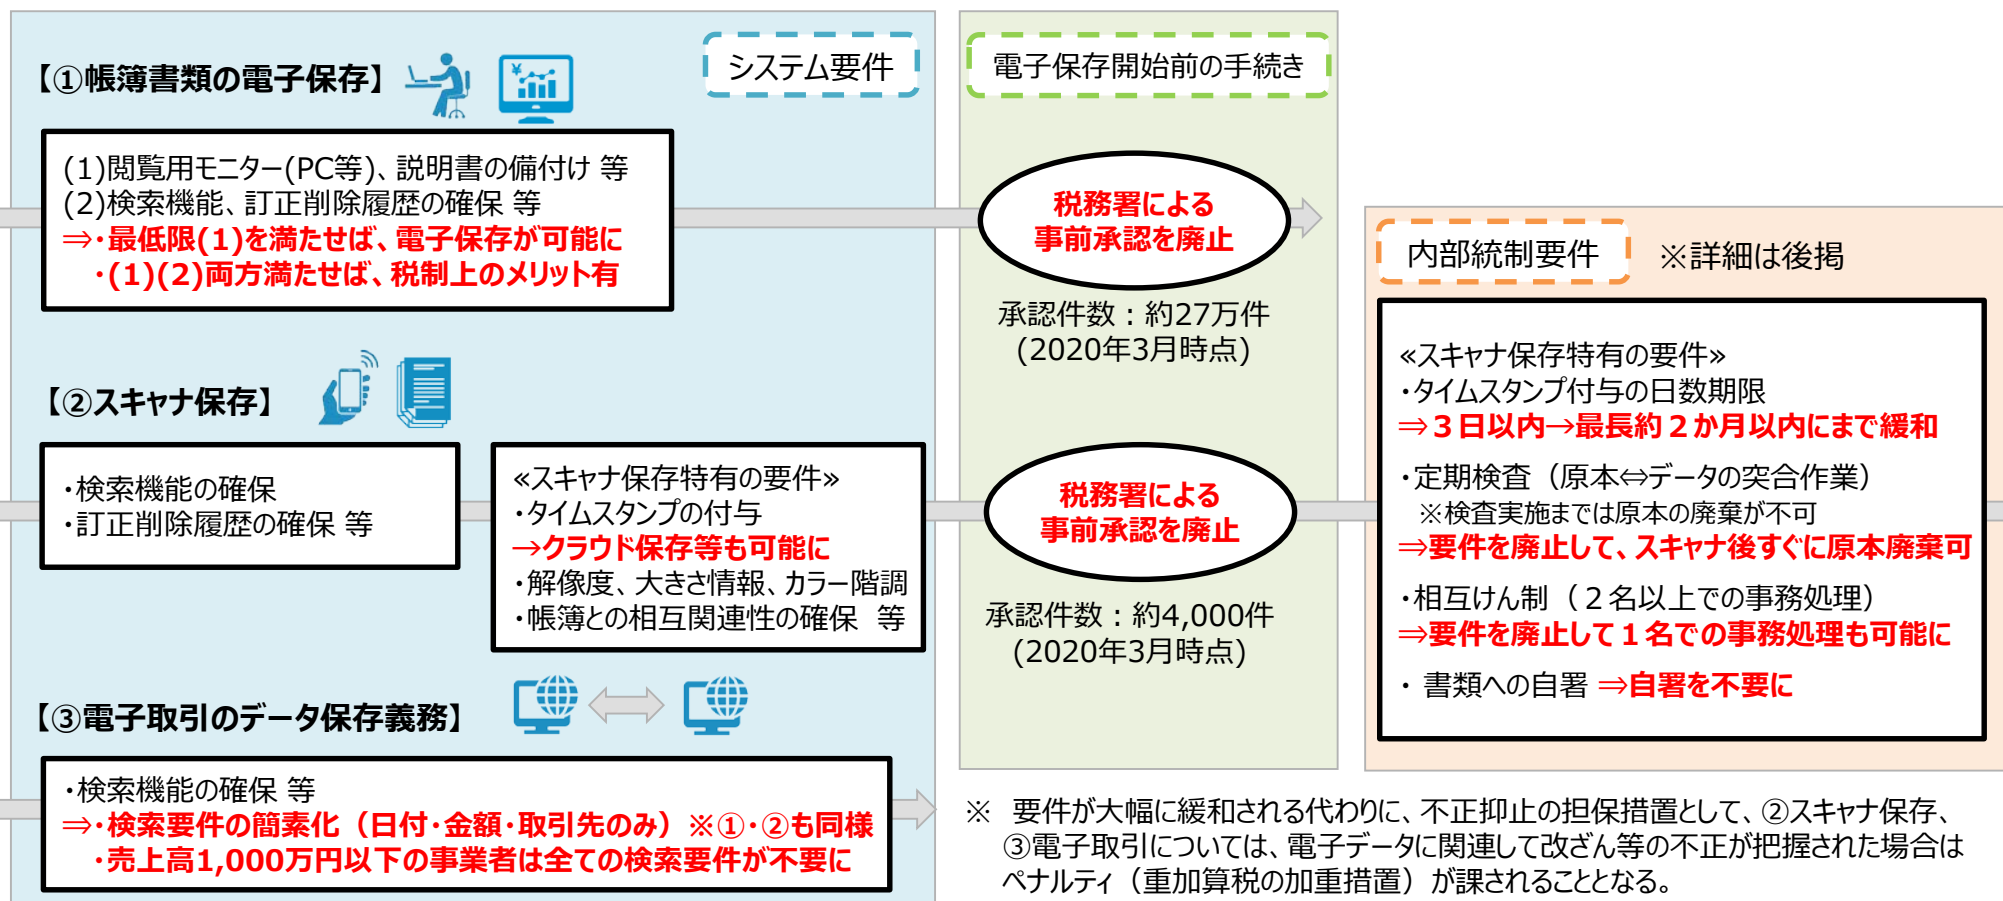 【①帳簿書類の電子保存】
システム要件
(1)閲覧用モニター(PC等)、説明書の備付け 等
(2)検索機能、訂正削除履歴の確保 等
⇒・最低限(1)を満たせば、電子保存が可能に
・(1)(2)両方満たせば、税制上のメリット有
【②スキャナ保存】
・検索機能の確保
・訂正削除履歴の確保 等
≪スキャナ保存特有の要件≫
・タイムスタンプの付与
→クラウド保存等も可能に
・解像度、大きさ情報、カラー階調
・帳簿との相互関連性の確保 等
【③電子取引のデータ保存義務】
・検索機能の確保 等
⇒・検索要件の簡素化（日付・金額・取引先のみ）※①・②も同様
・売上高1,000万円以下の事業者は全ての検索要件が不要に
電子保存開始前の手続き
税務署による
事前承認を廃止
承認件数：約27万件
(2020年3月時点)
税務署による
事前承認を廃止
承認件数：約4,000件
(2020年3月時点)
内部統制要件
※詳細は後掲
≪スキャナ保存特有の要件≫
・タイムスタンプ付与の日数期限
⇒３日以内→最長約２か月以内にまで緩和
・定期検査（原本⇔データの突合作業）
※検査実施までは原本の廃棄が不可
⇒要件を廃止して、スキャナ後すぐに原本廃棄可
・相互けん制（２名以上での事務処理）
⇒要件を廃止して１名での事務処理も可能に
・ 書類への自署 ⇒自署を不要に
※ 要件が大幅に緩和される代わりに、不正抑止の担保措置として、②スキャナ保存、
③電子取引については、電子データに関連して改ざん等の不正が把握された場合は
ペナルティ（重加算税の加重措置）が課されることとなる。